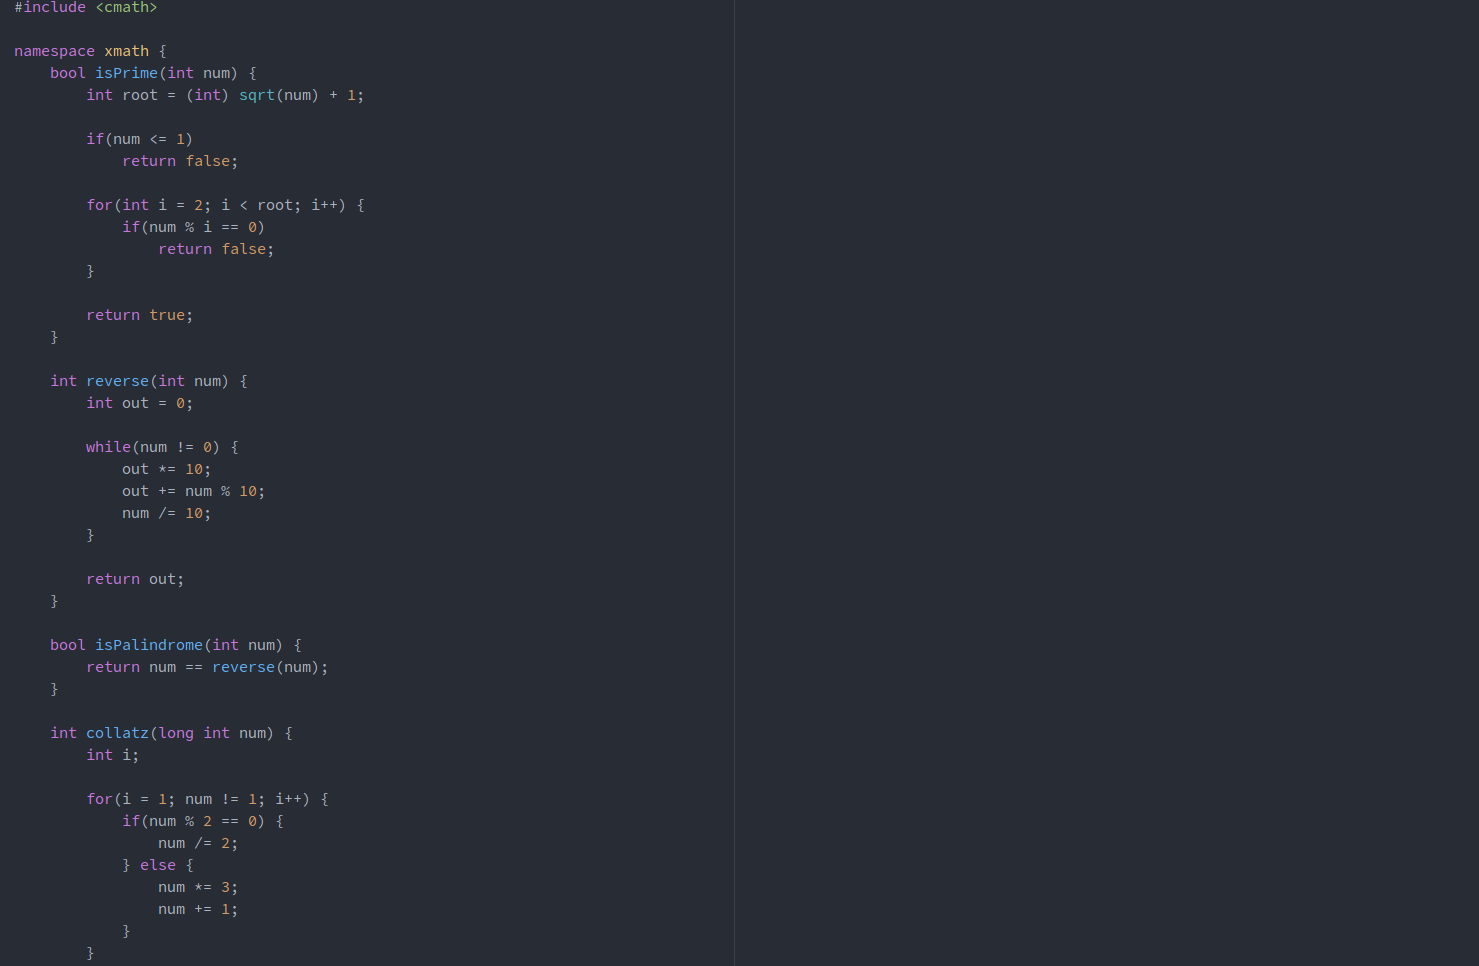 #include <cmath>
namespace xmath {
bool isPrime(int num) {
int root = (int) sqrt(num) + 1;
if(num <= 1)
return false;
for(int i = 2; i < root; i++) {
if(num % i == 0)
return false;
}
return true;
}
int reverse(int num) {
int out = 0;
while(num != 0) {
out *= 10;
out += num % 10;
num /= 10;
}
return out;
}
bool isPalindrome(int num) {
return num == reverse(num);
}
int collatz(long int num) {
int i;
for(i = 1; num != 1; i++) {
if(num % 2 == 0) {
num /= 2;
} else {
num *= 3;
num += 1;
}
}